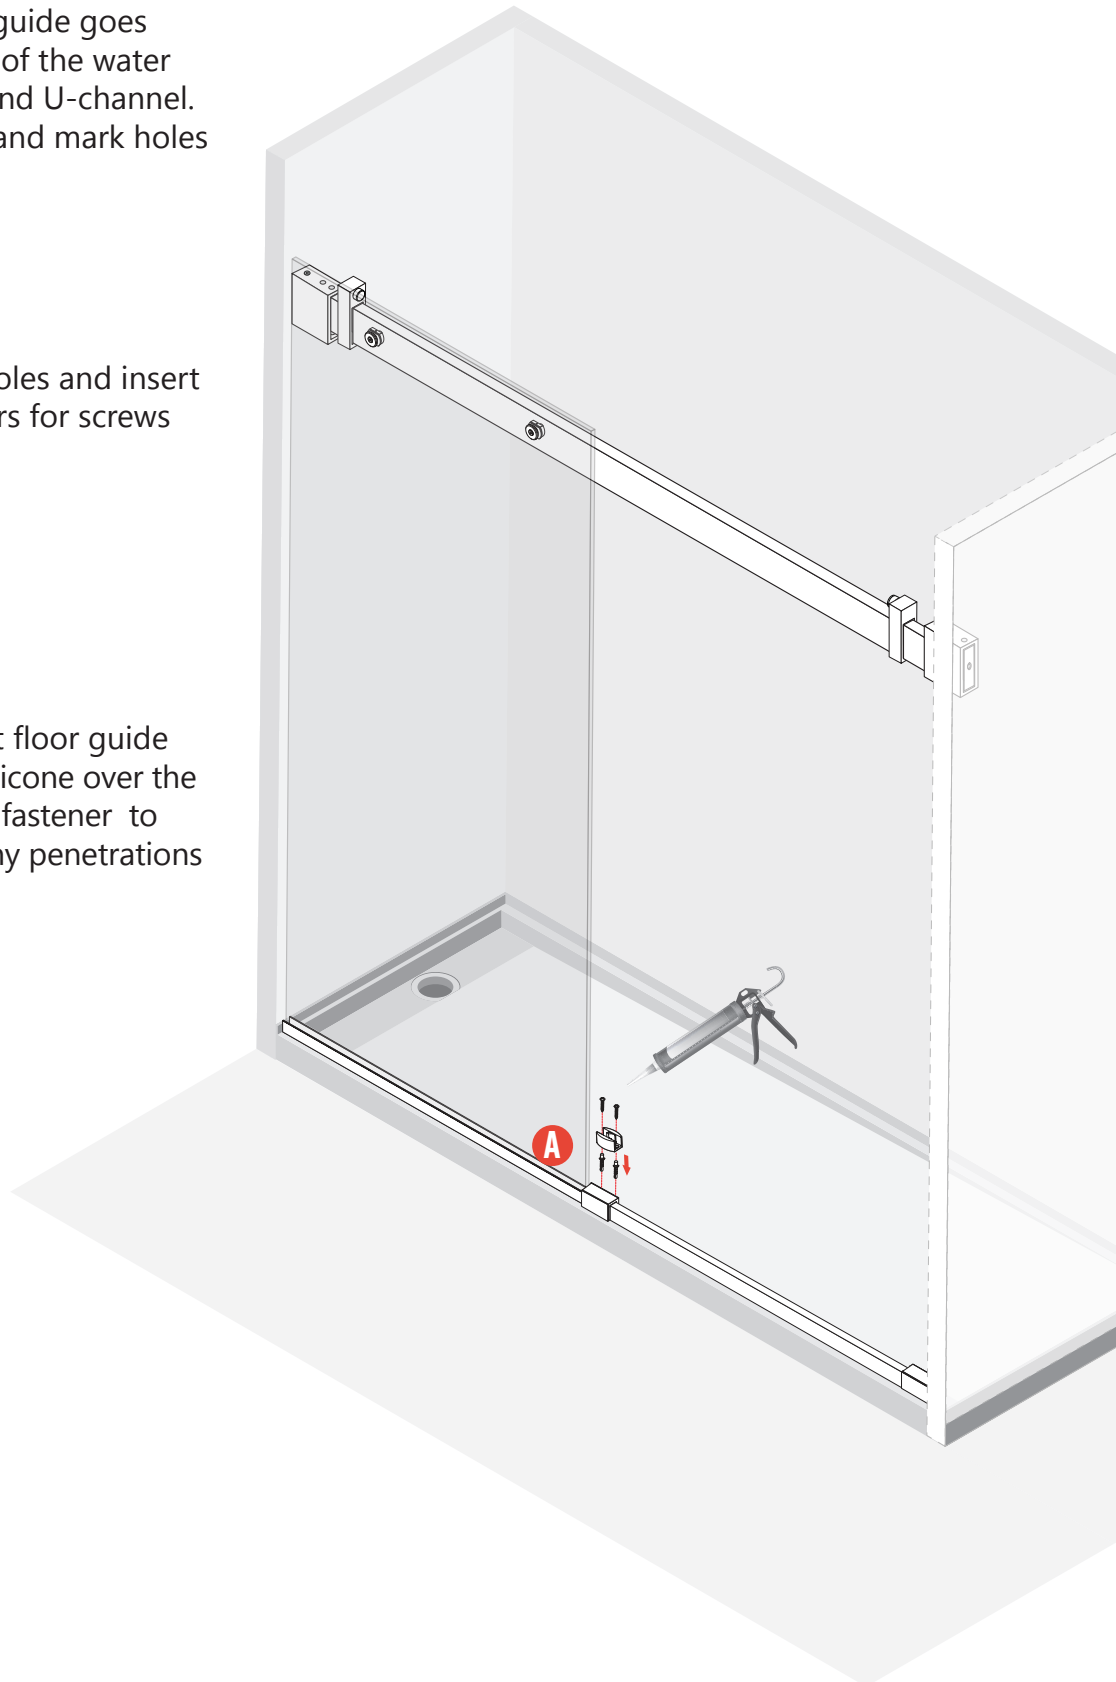 guide goes
of the water
nd U-channel.
and mark holes
oles and insert
rs for screws
t floor guide
icone over the
fastener to
ny penetrations
A